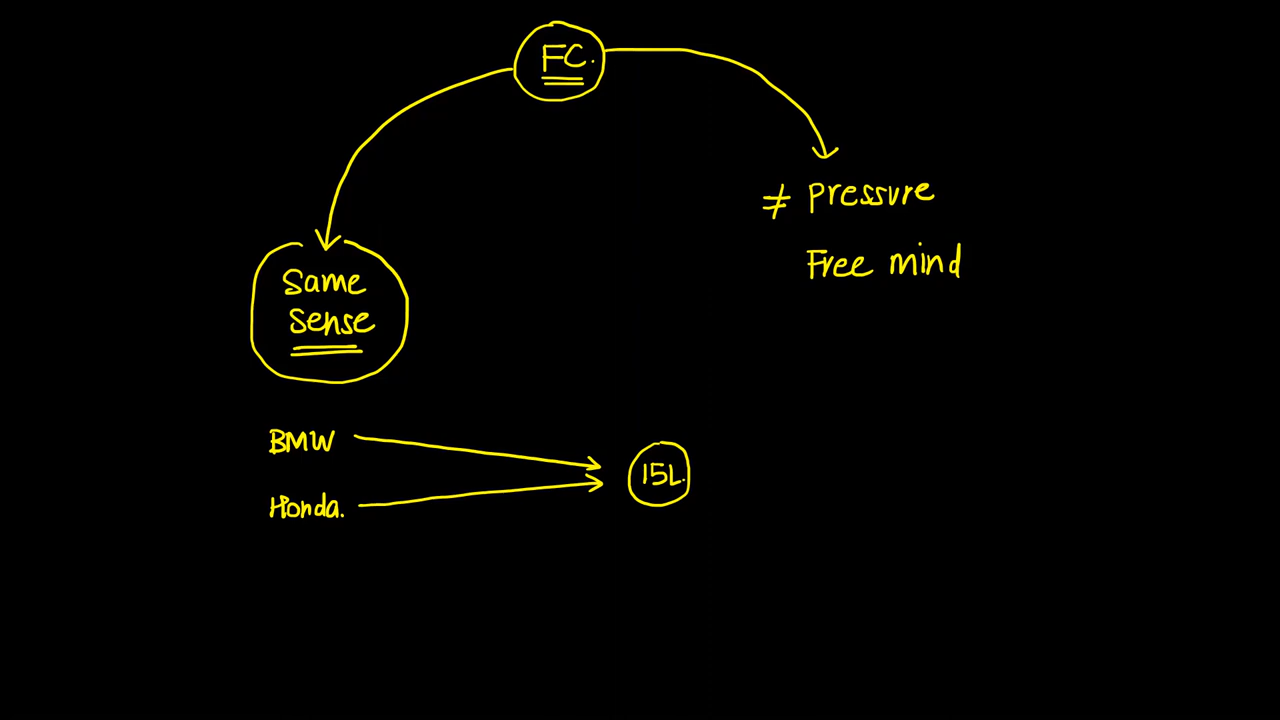 FC.
≠ Pressure
Free mind
Same
Sense
BMW
15L.
Honda.